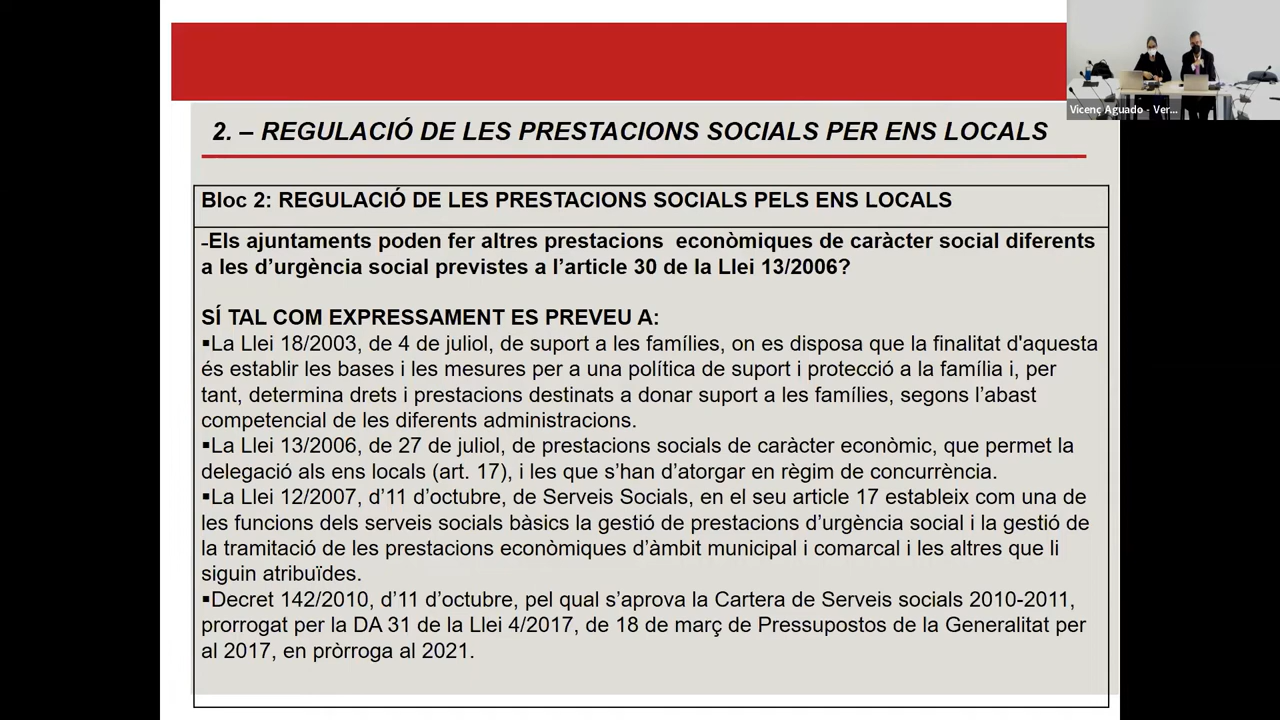 Vicenç Aguado - Ver...
2. – REGULACIÓ DE LES PRESTACIONS SOCIALS PER ENS LOCALS
Bloc 2: REGULACIÓ DE LES PRESTACIONS SOCIALS PELS ENS LOCALS
-Els ajuntaments poden fer altres prestacions econòmiques de caràcter social diferents
a les d’urgència social previstes a l’article 30 de la Llei 13/2006?
SÍ TAL COM EXPRESSAMENT ES PREVEU A:
▪La Llei 18/2003, de 4 de juliol, de suport a les famílies, on es disposa que la finalitat d'aquesta
és establir les bases i les mesures per a una política de suport i protecció a la família i, per
tant, determina drets i prestacions destinats a donar suport a les famílies, segons l’abast
competencial de les diferents administracions.
▪La Llei 13/2006, de 27 de juliol, de prestacions socials de caràcter econòmic, que permet la
delegació als ens locals (art. 17), i les que s’han d’atorgar en règim de concurrència.
▪La Llei 12/2007, d’11 d’octubre, de Serveis Socials, en el seu article 17 estableix com una de
les funcions dels serveis socials bàsics la gestió de prestacions d’urgència social i la gestió de
la tramitació de les prestacions econòmiques d’àmbit municipal i comarcal i les altres que li
siguin atribuïdes.
▪Decret 142/2010, d’11 d’octubre, pel qual s’aprova la Cartera de Serveis socials 2010-2011,
prorrogat per la DA 31 de la Llei 4/2017, de 18 de març de Pressupostos de la Generalitat per
al 2017, en pròrroga al 2021.